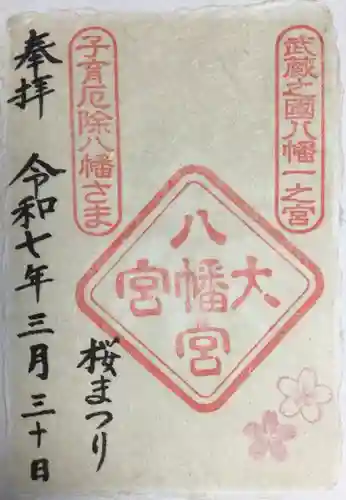 武蔵之國八幡一之宮
大宮
八幡宮
子育厄除八幡さま
桜まつり
奉拝 令和七年三月三十日